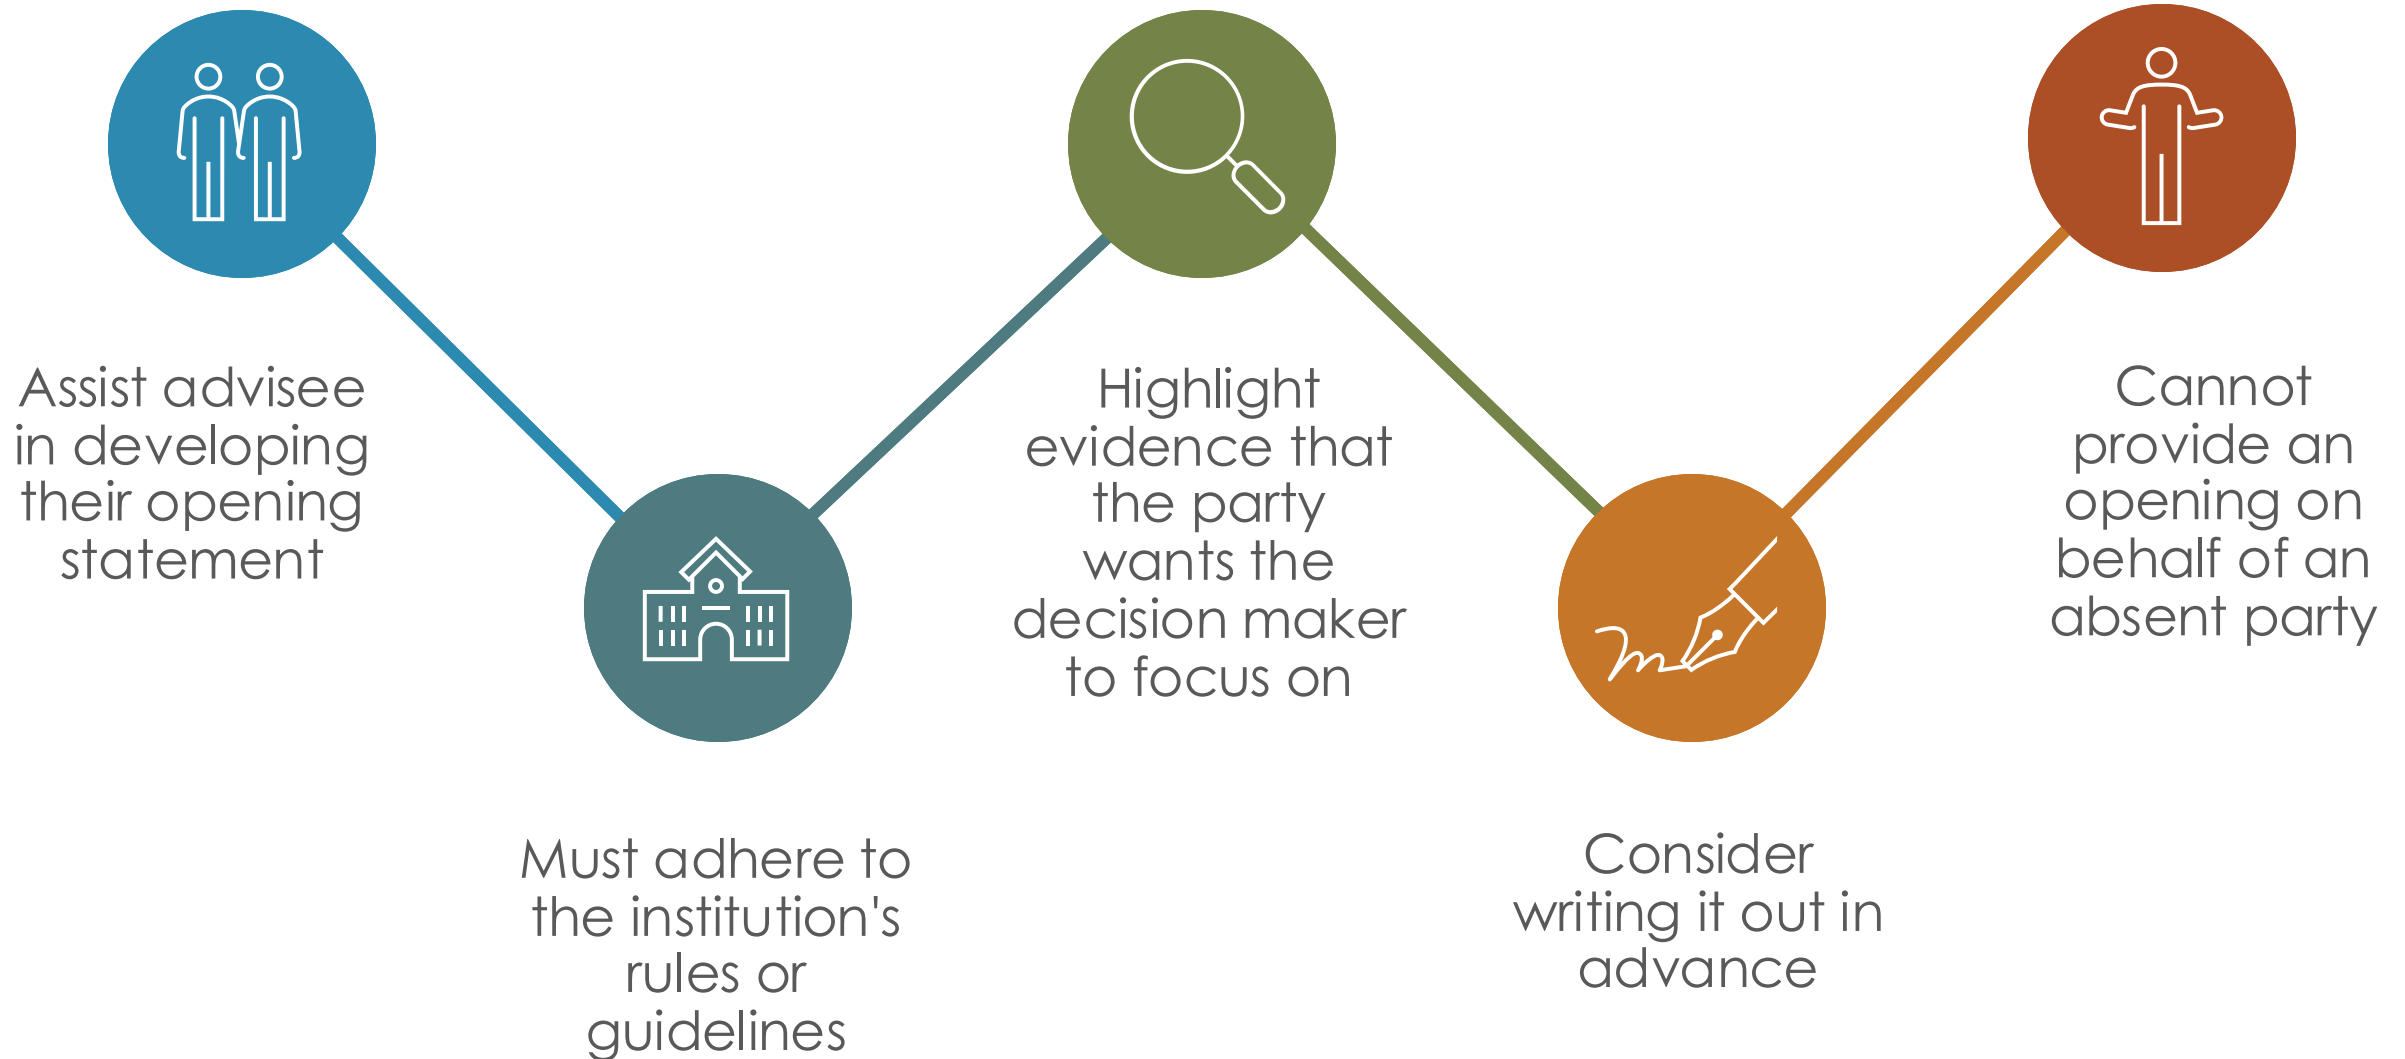 Assist advisee
in developing
their opening
statement
Must adhere to
the institution's
rules or
guidelines
Highlight
evidence that
the party
wants the
decision maker
to focus on
Consider
writing it out in
advance
Cannot
provide an
opening on
behalf of an
absent party